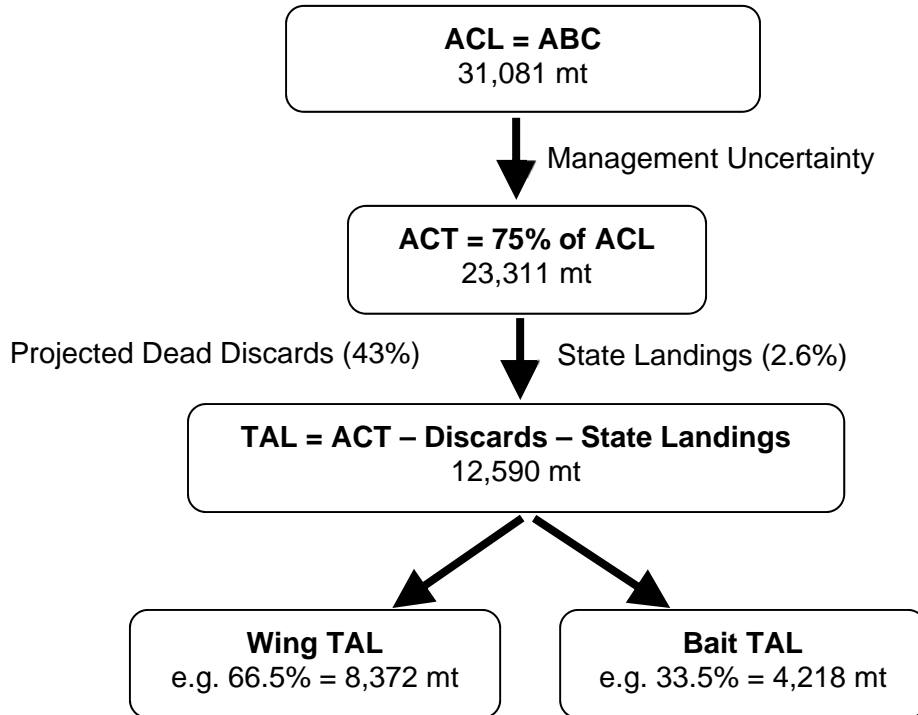 ACL = ABC
31,081 mt
Management Uncertainty
ACT = 75% of ACL
23,311 mt
Projected Dead Discards (43%)
State Landings (2.6%)
TAL = ACT – Discards – State Landings
12,590 mt
Wing TAL
e.g. 66.5% = 8,372 mt
Bait TAL
e.g. 33.5% = 4,218 mt